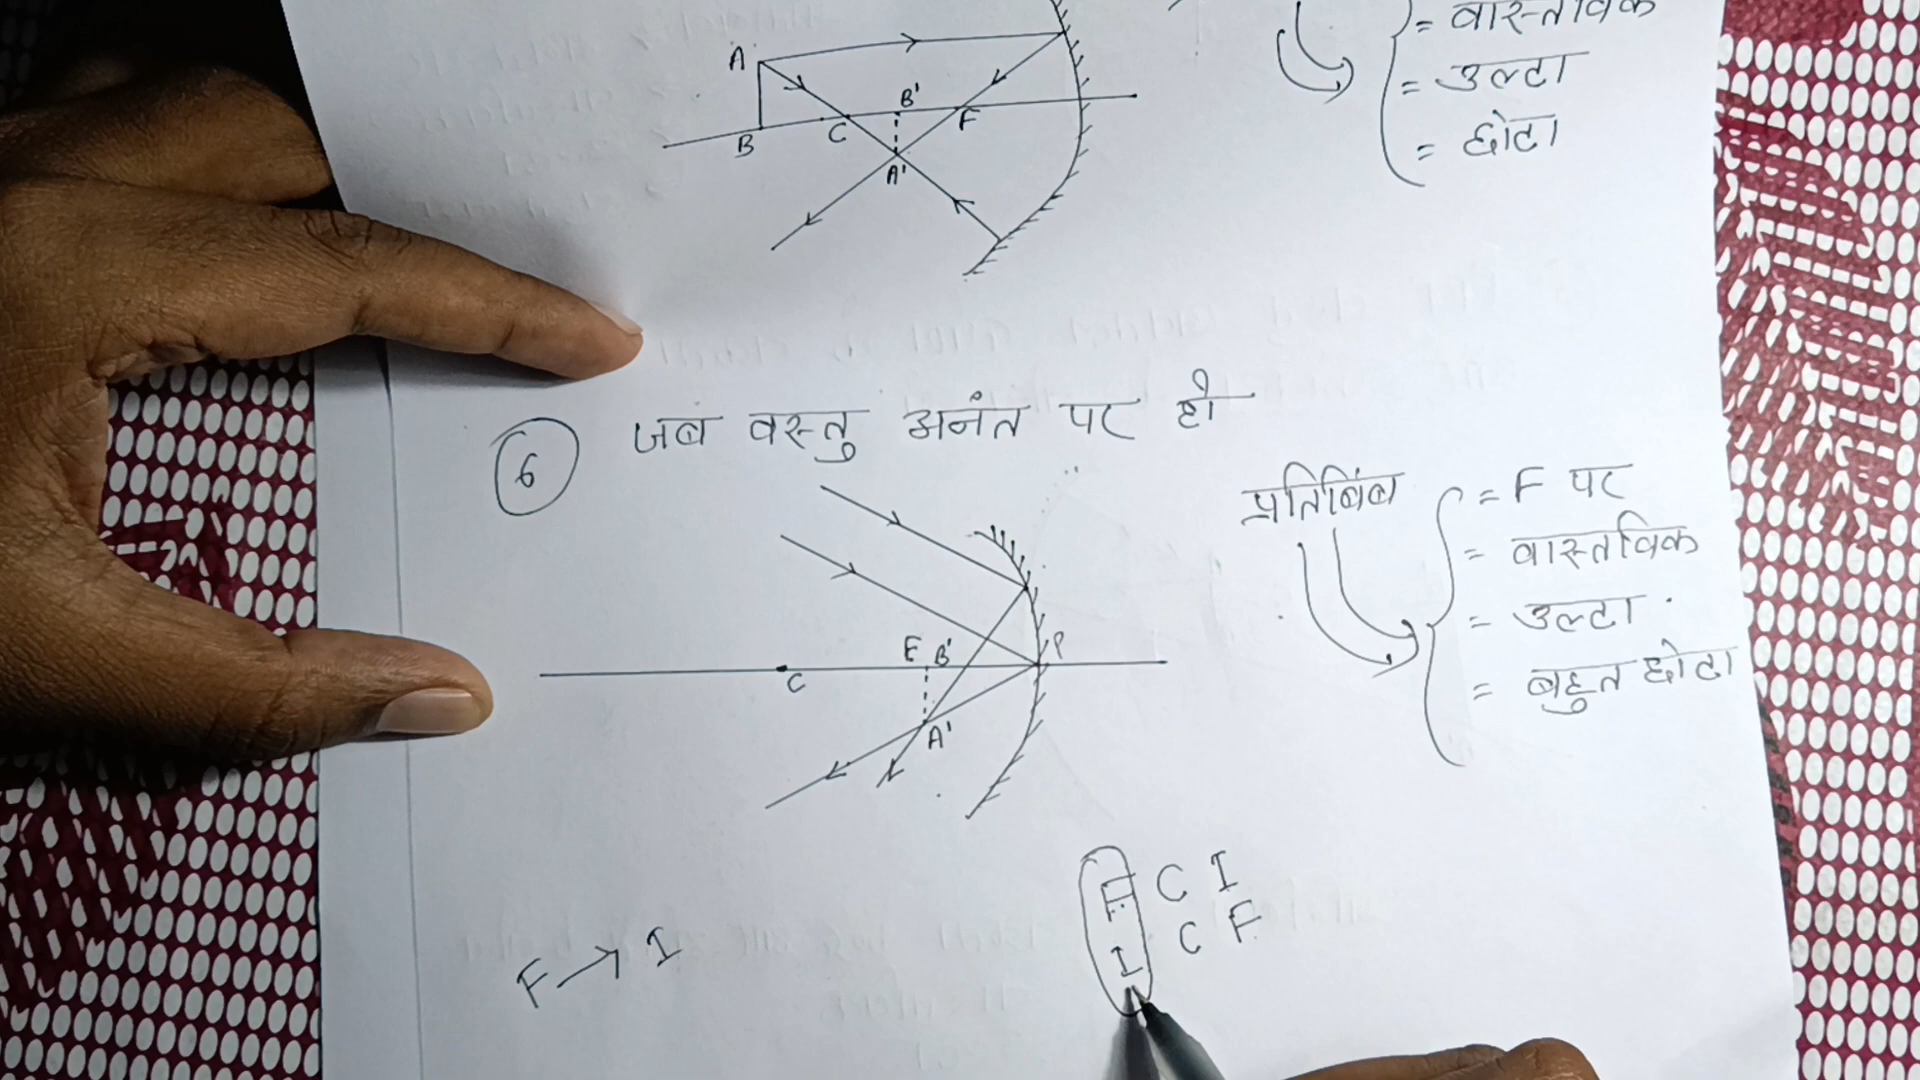 = वास्तविक
= उल्टा
= छोटा
A
B
C
B'
F
A'
6 जब वस्तु अनंत पर हो
प्रतिबिंब = F पर
= वास्तविक
= उल्टा
= बहुत छोटा
F B' P
C
A'
F C I
I C F
F → I